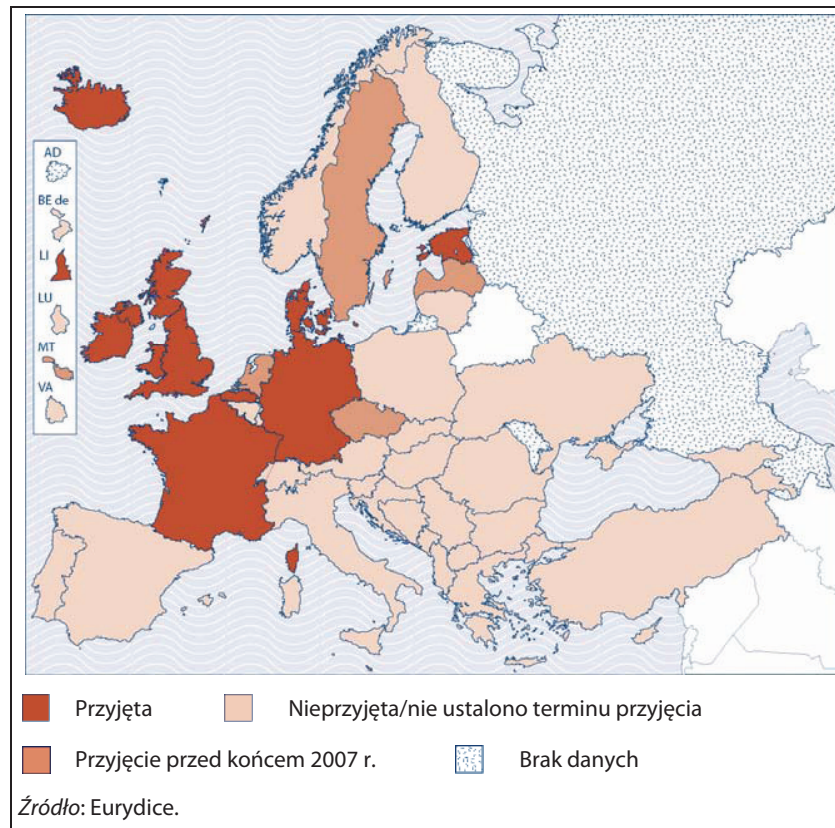 AD
BE de
LI
LU
MT
VA
Przyjęta
Nieprzyjęta/nie ustalono terminu przyjęcia
Przyjęcie przed końcem 2007 r.
Brak danych
Źródło: Eurydice.